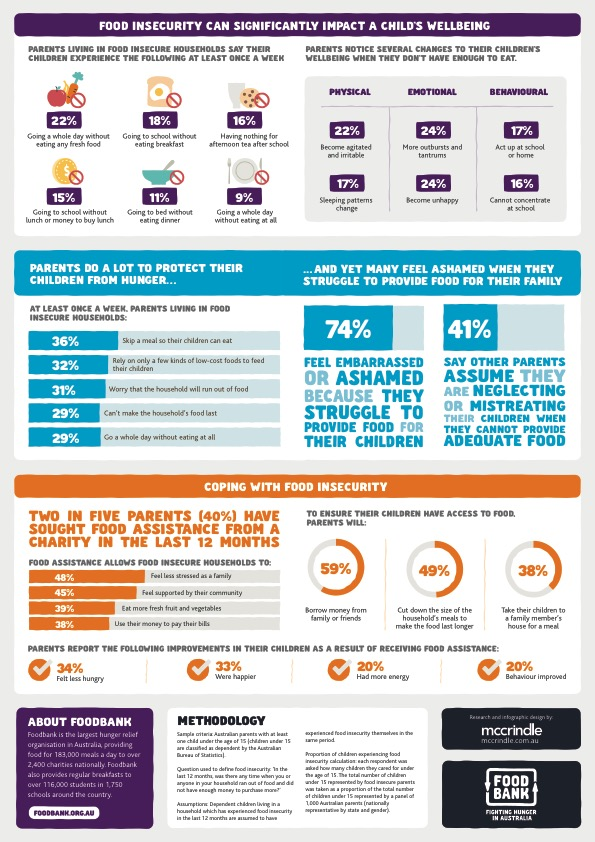 FOOD INSECURITY CAN SIGNIFICANTLY IMPACT A CHILD'S WELLBEING
PARENTS LIVING IN FOOD INSECURE HOUSEHOLDS SAY THEIR
CHILDREN EXPERIENCE THE FOLLOWING AT LEAST ONCE A WEEK
22%
Going a whole day without
eating any fresh food
18%
Going to school without
eating breakfast
16%
Having nothing for
afternoon tea after school
15%
Going to school without
lunch or money to buy lunch
11%
Going to bed without
eating dinner
9%
Going a whole day
without eating at all
PARENTS NOTICE SEVERAL CHANGES TO THEIR CHILDREN'S
WELLBEING WHEN THEY DON'T HAVE ENOUGH TO EAT.
PHYSICAL
EMOTIONAL
BEHAVIOURAL
22%
Become agitated
and irritable
24%
More outbursts and
tantrums
17%
Act up at school
or home
17%
Sleeping patterns
change
24%
Become unhappy
16%
Cannot concentrate
at school
PARENTS DO A LOT TO PROTECT THEIR
CHILDREN FROM HUNGER...
...AND YET MANY FEEL ASHAMED WHEN THEY
STRUGGLE TO PROVIDE FOOD FOR THEIR FAMILY
AT LEAST ONCE A WEEK, PARENTS LIVING IN FOOD
INSECURE HOUSEHOLDS:
36% Skip a meal so their children can eat
32% Rely on only a few kinds of low-cost foods to feed
their children
31% Worry that the household will run out of food
29% Can't make the household's food last
29% Go a whole day without eating at all
74%
FEEL EMBARRASSED
OR ASHAMED
BECAUSE THEY
STRUGGLE TO
PROVIDE FOOD FOR
THEIR CHILDREN
41%
SAY OTHER PARENTS
ASSUME THEY
ARE NEGLECTING
OR MISTREATING
THEIR CHILDREN WHEN
THEY CANNOT PROVIDE
ADEQUATE FOOD
COPING WITH FOOD INSECURITY
TWO IN FIVE PARENTS (40%) HAVE
SOUGHT FOOD ASSISTANCE FROM A
CHARITY IN THE LAST 12 MONTHS
FOOD ASSISTANCE ALLOWS FOOD INSECURE HOUSEHOLDS TO:
48% Feel less stressed as a family
45% Feel supported by their community
39% Eat more fresh fruit and vegetables
38% Use their money to pay their bills
TO ENSURE THEIR CHILDREN HAVE ACCESS TO FOOD,
PARENTS WILL:
59%
Borrow money from
family or friends
49%
Cut down the size of the
household's meals to
make the food last longer
38%
Take their children to
a family member's
house for a meal
PARENTS REPORT THE FOLLOWING IMPROVEMENTS IN THEIR CHILDREN AS A RESULT OF RECEIVING FOOD ASSISTANCE:
34%
Felt less hungry
33%
Were happier
20%
Had more energy
20%
Behaviour improved
ABOUT FOODBANK
Foodbank is the largest hunger relief
organisation in Australia, providing
food for 183,000 meals a day to over
2,400 charities nationally. Foodbank
also provides regular breakfasts to
over 116,000 students in 1,750
schools around the country.
FOODBANK.ORG.AU
METHODOLOGY
Sample criteria: Australian parents with at least
one child under the age of 15 (children under 15
are classified as dependent by the Australian
Bureau of Statistics).
Question used to define food insecurity: 'In the
last 12 months, was there any time when you or
anyone in your household ran out of food and did
not have enough money to purchase more?'
Assumptions: Dependent children living in a
household which has experienced food insecurity
in the last 12 months are assumed to have
experienced food insecurity themselves in the
same period.
Proportion of children experiencing food
insecurity calculation: each respondent was
asked how many children they cared for under
the age of 15. The total number of children
under 15 represented by food insecure parents
was taken as a proportion of the total number
of children under 15 represented by a panel of
1,000 Australian parents (nationally
representative by state and gender).
Research and infographic design by:
mccrindle
mccrindle.com.au
FOOD
BANK
FIGHTING HUNGER
IN AUSTRALIA